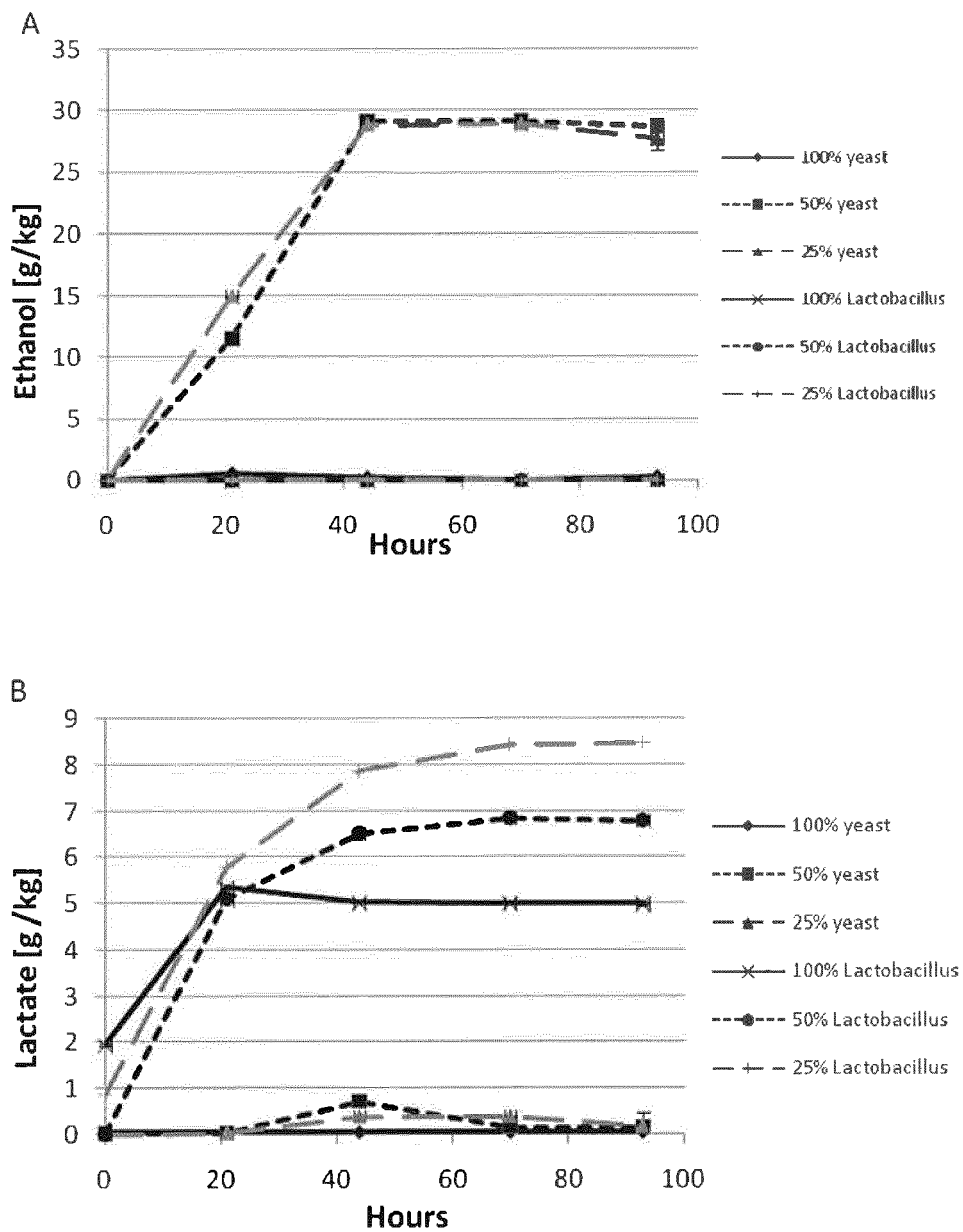 A
35
30
25
20
15
10
5
0
Ethanol [g/kg]
0 20 40 60 80 100
Hours
100% yeast
50% yeast
25% yeast
100% Lactobacillus
50% Lactobacillus
25% Lactobacillus
B
9
8
7
6
5
4
3
2
1
0
Lactate [g/kg]
0 20 40 60 80 100
Hours
100% yeast
50% yeast
25% yeast
100% Lactobacillus
50% Lactobacillus
25% Lactobacillus